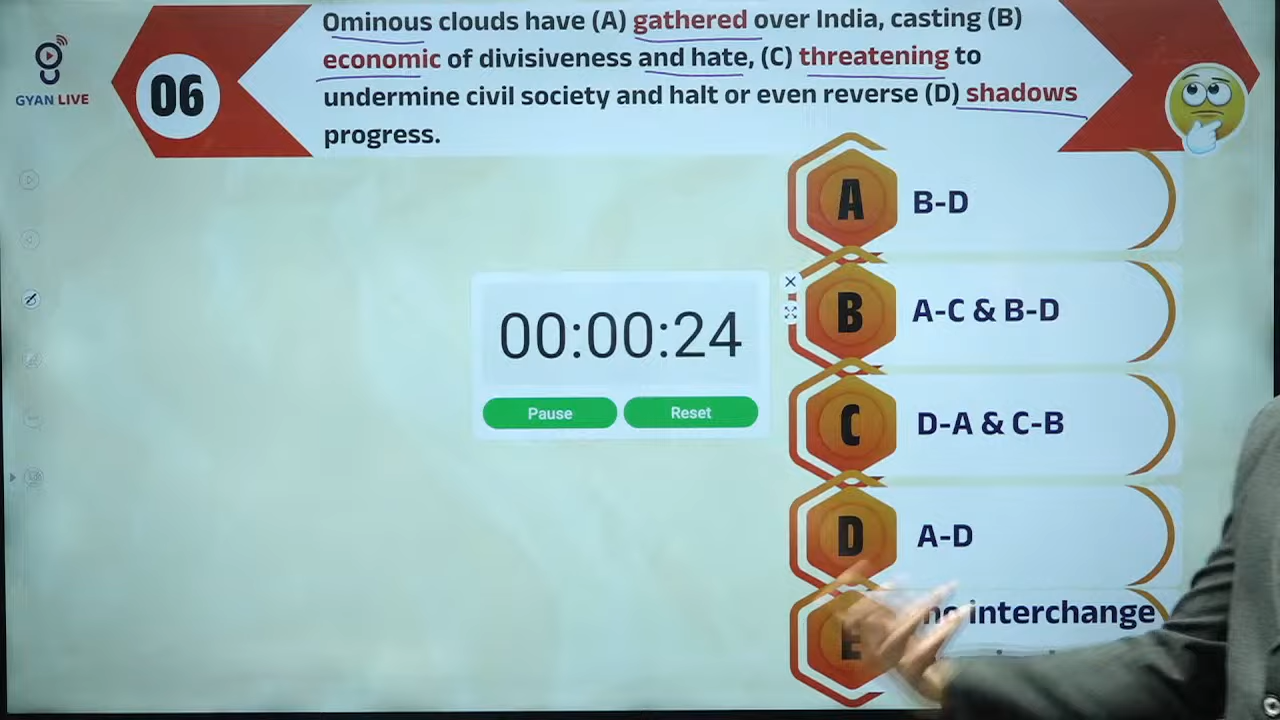 GYAN LIVE
06
Ominous clouds have (A) gathered over India, casting (B)
economic of divisiveness and hate, (C) threatening to
undermine civil society and halt or even reverse (D) shadows
progress.
A B-D
B A-C & B-D
C D-A & C-B
D A-D
E no interchange
00:00:24
Pause Reset